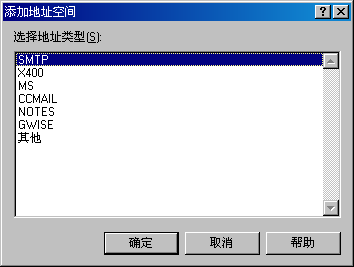 添加地址空间
选择地址类型(S):
SMTP
X400
MS
CCMAIL
NOTES
GWISE
其他
确定 取消 帮助